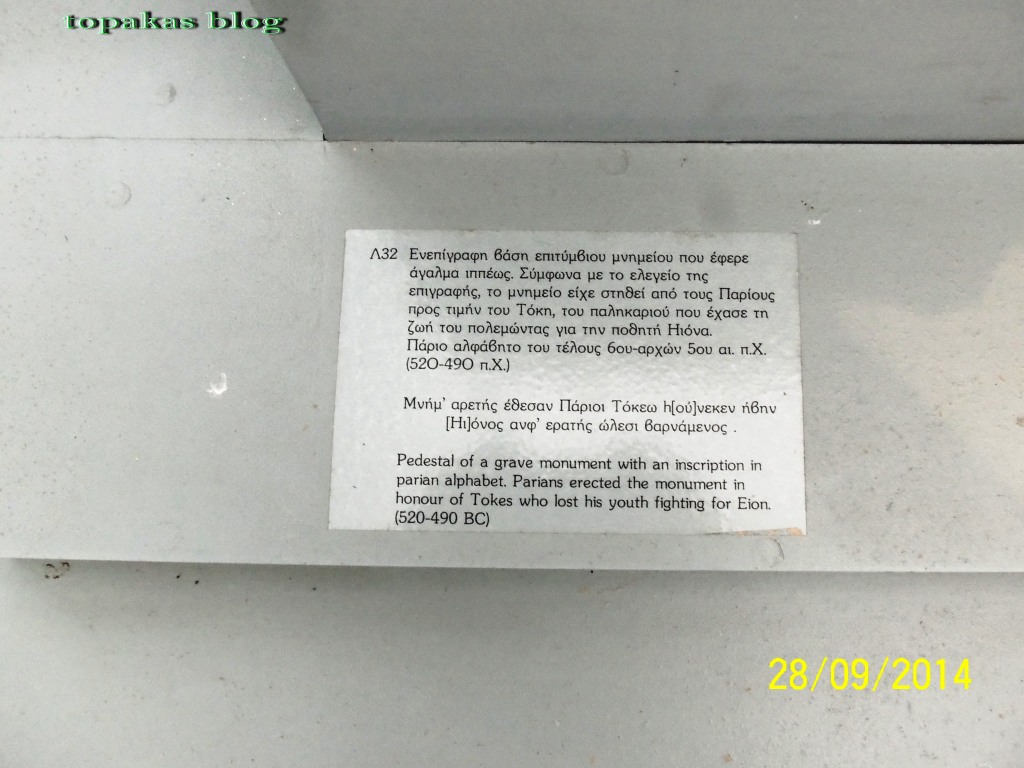 topakas blog
Λ32 Ενεπίγραφη βάση επιτύμβιου μνημείου που έφερε
άγαλμα ιππέως. Σύμφωνα με το ελεγείο της
επιγραφής, το μνημείο είχε στηθεί από τους Παρίους
προς τιμήν του Τόκη, του παληκαριού που έχασε τη
ζωή του πολεμώντας για την ποθητή Ηιόνα.
Πάριο αλφάβητο του τέλους 6ου-αρχών 5ου αι. π.Χ.
(520-490 π.Χ.)
Μνήμ' αρετής έθεσαν Πάριοι Τόκεω h[ού]νεκεν ήβην
[Ηι]όνος ανφ' ερατής ώλεσι βαρνάμενος .
Pedestal of a grave monument with an inscription in
parian alphabet. Parians erected the monument in
honour of Tokes who lost his youth fighting for Eion.
(520-490 BC)
28/09/2014